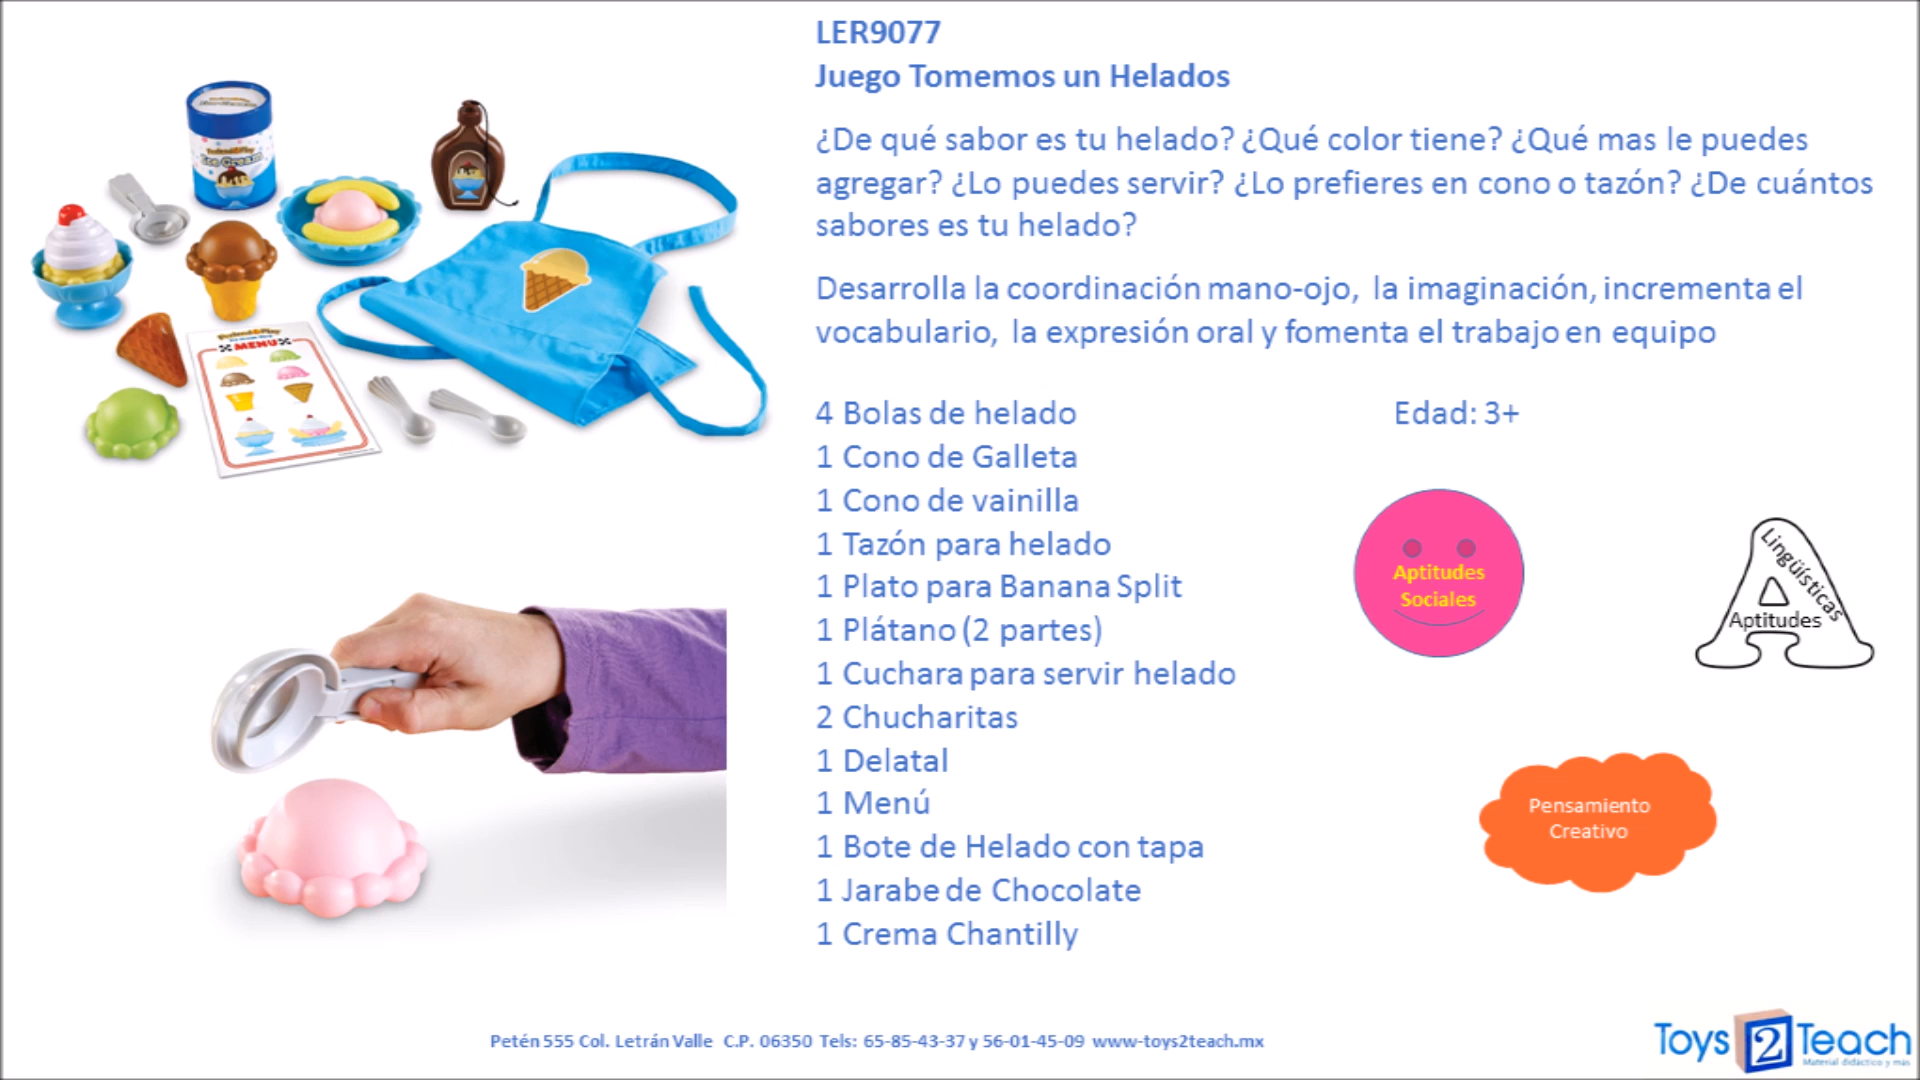 LER9077
Juego Tomemos un Helados
¿De qué sabor es tu helado? ¿Qué color tiene? ¿Qué mas le puedes
agregar? ¿Lo puedes servir? ¿Lo prefieres en cono o tazón? ¿De cuántos
sabores es tu helado?
Desarrolla la coordinación mano-ojo, la imaginación, incrementa el
vocabulario, la expresión oral y fomenta el trabajo en equipo
4 Bolas de helado
Edad: 3+
1 Cono de Galleta
1 Cono de vainilla
1 Tazón para helado
1 Plato para Banana Split
1 Plátano (2 partes)
1 Cuchara para servir helado
2 Chucharitas
1 Delatal
1 Menú
1 Bote de Helado con tapa
1 Jarabe de Chocolate
1 Crema Chantilly
Aptitudes
Sociales
Lingüísticas
Aptitudes
Pensamiento
Creativo
Ice Cream
MENU
Petén 555 Col. Letrán Valle C.P. 06350 Tels: 65-85-43-37 y 56-01-45-09 www-toys2teach.mx
Toys 2 Teach
Material didáctico y más